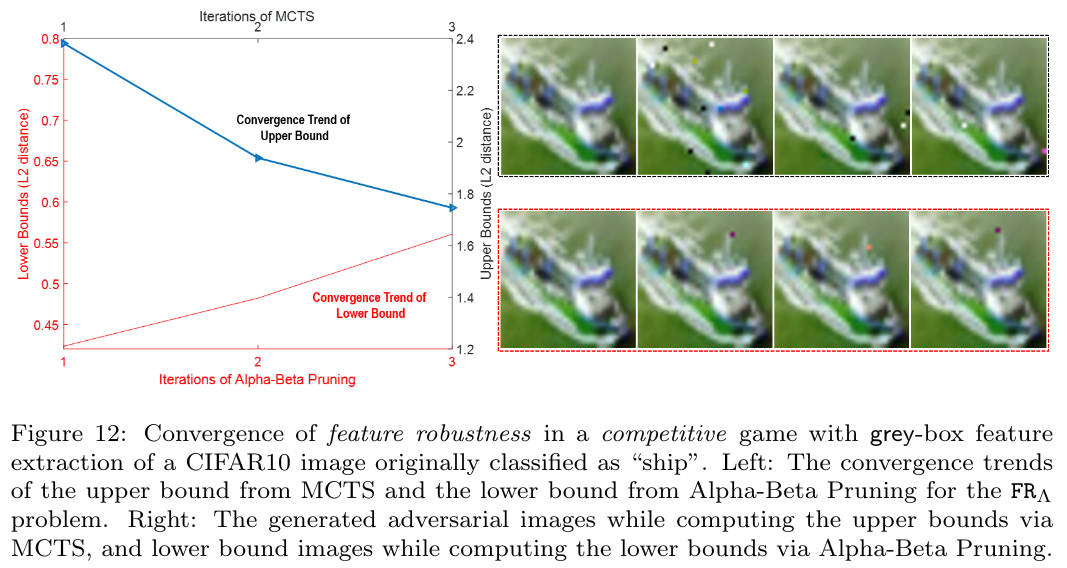 Iterations of MCTS
1 2 3
0.8
0.75
0.7
0.65
0.6
0.55
0.5
0.45
Lower Bounds (L2 distance)
Convergence Trend of
Upper Bound
Convergence Trend of
Lower Bound
2.4
2.2
2
1.8
1.6
1.4
1.2
Upper Bounds (L2 distance)
1 2 3
Iterations of Alpha-Beta Pruning
Figure 12: Convergence of feature robustness in a competitive game with grey-box feature
extraction of a CIFAR10 image originally classified as “ship”. Left: The convergence trends
of the upper bound from MCTS and the lower bound from Alpha-Beta Pruning for the FRΛ
problem. Right: The generated adversarial images while computing the upper bounds via
MCTS, and lower bound images while computing the lower bounds via Alpha-Beta Pruning.